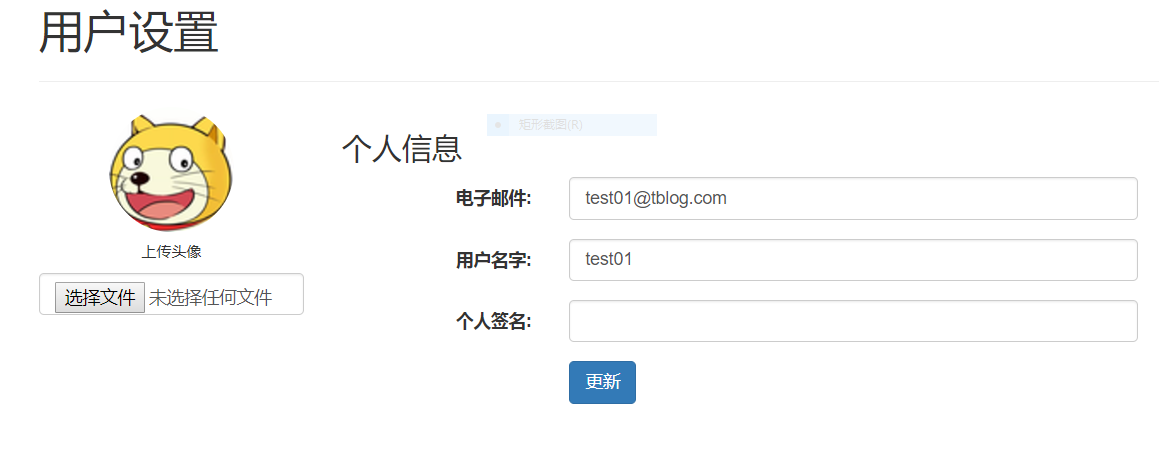 用户设置
矩形截图(R)
个人信息
电子邮件: test01@tblog.com
上传头像
用户名字: test01
选择文件 未选择任何文件
个人签名:
更新